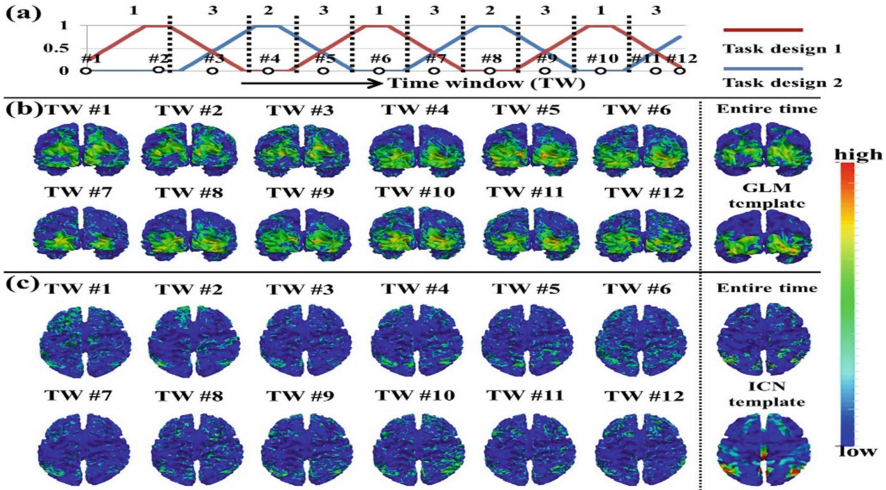 (a) 1 3 2 3 1 3 2 3 1 3
1
0.5
0
#1 #2 #3 #4 #5 #6 #7 #8 #9 #10 #11 #12
Time window (TW)
Task design 1
Task design 2
(b) TW #1 TW #2 TW #3 TW #4 TW #5 TW #6 Entire time
high
TW #7 TW #8 TW #9 TW #10 TW #11 TW #12 GLM
template
(c) TW #1 TW #2 TW #3 TW #4 TW #5 TW #6 Entire time
TW #7 TW #8 TW #9 TW #10 TW #11 TW #12 ICN
template
low